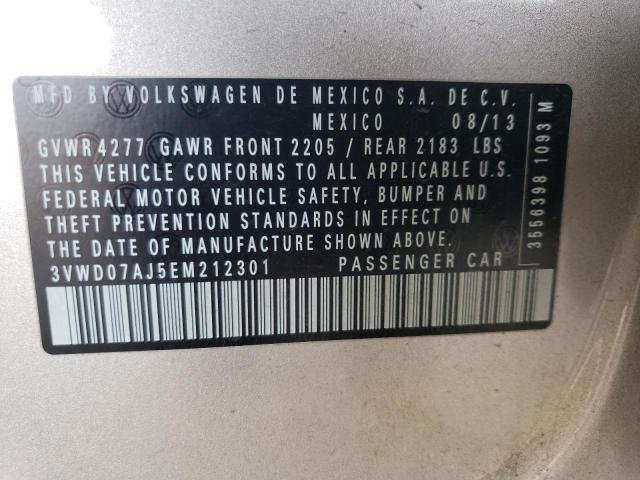 MFD BY VOLKSWAGEN DE MEXICO S.A. DE C.V.
MEXICO 08/13
GVWR 4277 GAWR FRONT 2205 / REAR 2183 LBS
THIS VEHICLE CONFORMS TO ALL APPLICABLE U.S.
FEDERAL MOTOR VEHICLE SAFETY, BUMPER AND
THEFT PREVENTION STANDARDS IN EFFECT ON
THE DATE OF MANUFACTURE SHOWN ABOVE.
3VWD07AJ5EM212301 PASSENGER CAR
3556398 1093 M